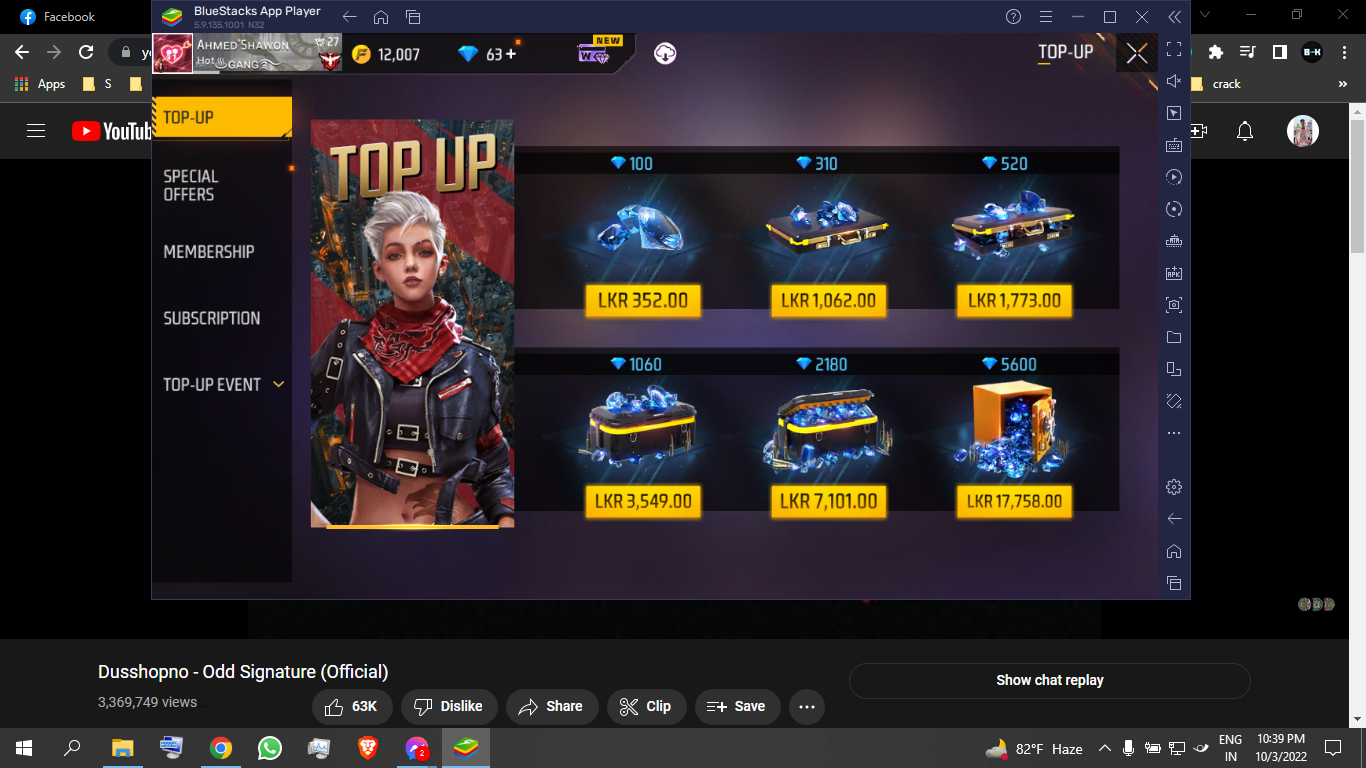 Facebook
BlueStacks App Player
5.9.135.1001 N32
Apps
S
crack
B-K
YouTub
AHMED'SHAWON
27
Hot GANG 3
12,007
63+
NEW
W
TOP-UP
TOP-UP
SPECIAL
OFFERS
MEMBERSHIP
SUBSCRIPTION
TOP-UP EVENT
TOP UP
100
310
520
LKR 352.00
LKR 1,062.00
LKR 1,773.00
1060
2180
5600
LKR 3,549.00
LKR 7,101.00
LKR 17,758.00
Dusshopno - Odd Signature (Official)
3,369,749 views
63K
Dislike
Share
Clip
Save
Show chat replay
2
82°F Haze
ENG
IN
10:39 PM
10/3/2022